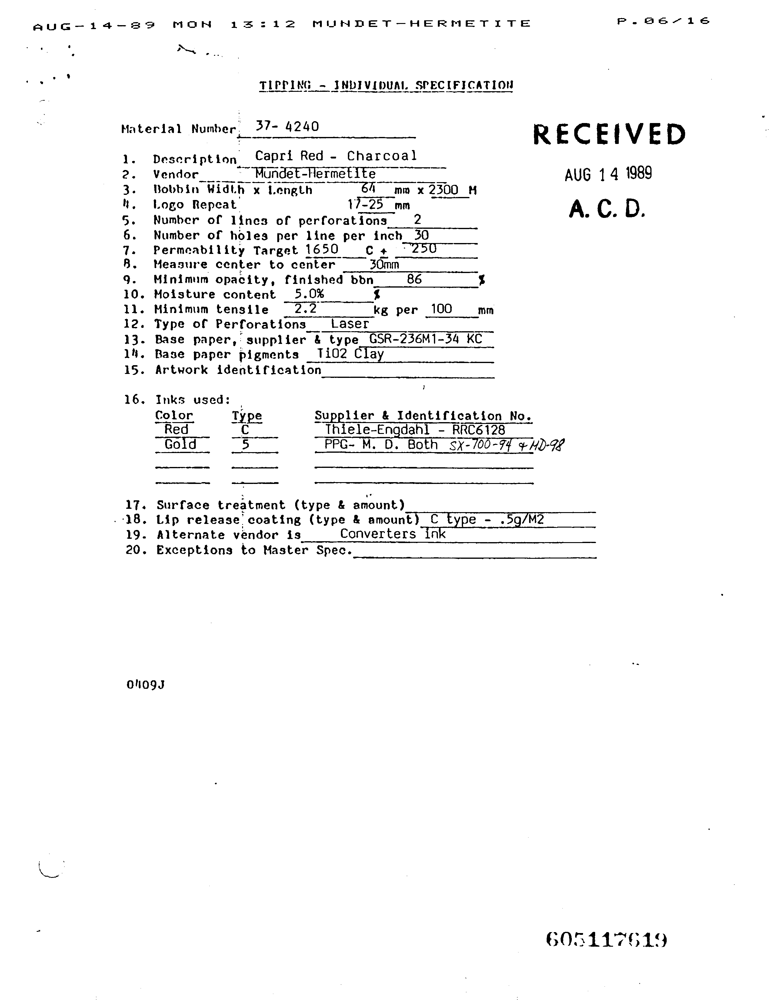 AUG-14-89 MON 13:12 MUNDET-HERMETITE P.06/16
TIPPING - INDIVIDUAL SPECIFICATION
Material Number 37- 4240
RECEIVED
AUG 14 1989
A. C. D.
1. Description Capri Red - Charcoal
2. Vendor Mundet-Hermetite
3. Bobbin Width x Length 64 mm x 2300 M
4. Logo Repeat 17-25 mm
5. Number of lines of perforations 2
6. Number of holes per line per inch 30
7. Permeability Target 1650 C + 250
8. Measure center to center 30mm
9. Minimum opacity, finished bbn 86 %
10. Moisture content 5.0% %
11. Minimum tensile 2.2 kg per 100 mm
12. Type of Perforations Laser
13. Base paper, supplier & type GSR-236M1-34 KC
14. Base paper pigments TiO2 Clay
15. Artwork identification
16. Inks used:
Color Type Supplier & Identification No.
Red C Thiele-Engdahl - RRC6128
Gold 5 PPG- M. D. Both SX-700-94 & HD-98
17. Surface treatment (type & amount)
18. Lip release coating (type & amount) C type - .5g/M2
19. Alternate vendor is Converters Ink
20. Exceptions to Master Spec.
0409J
605117619